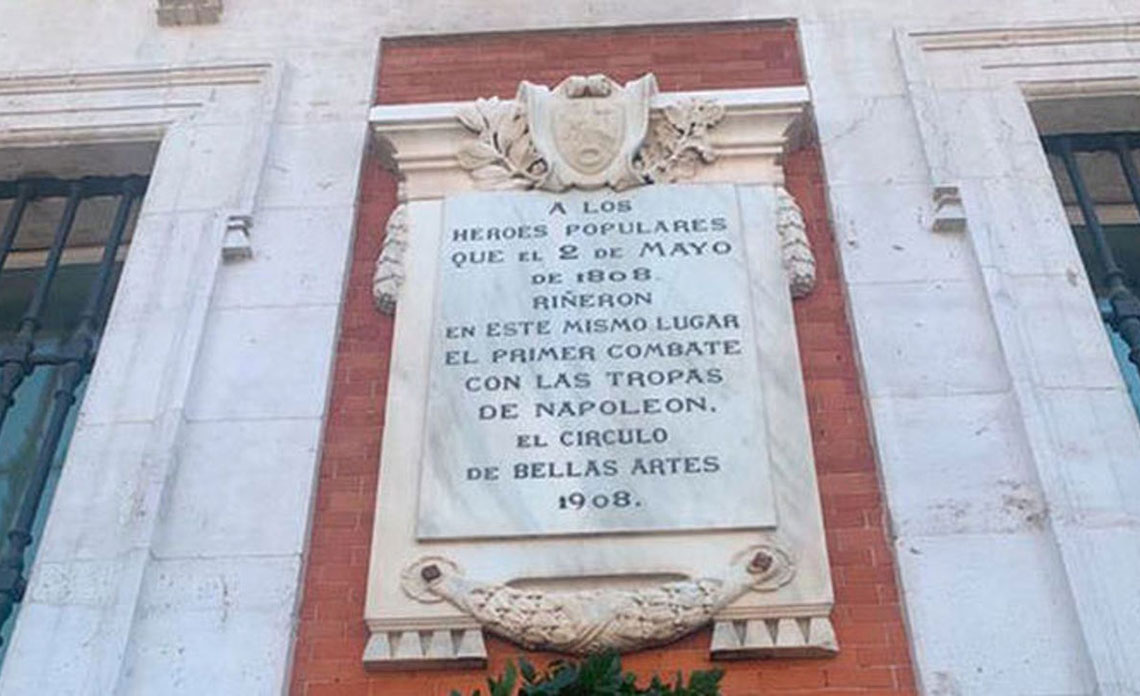 A LOS
HEROES POPULARES
QUE EL 2 DE MAYO
DE 1808.
RIÑERON
EN ESTE MISMO LUGAR
EL PRIMER COMBATE
CON LAS TROPAS
DE NAPOLEON.
EL CIRCULO
DE BELLAS ARTES
1908.